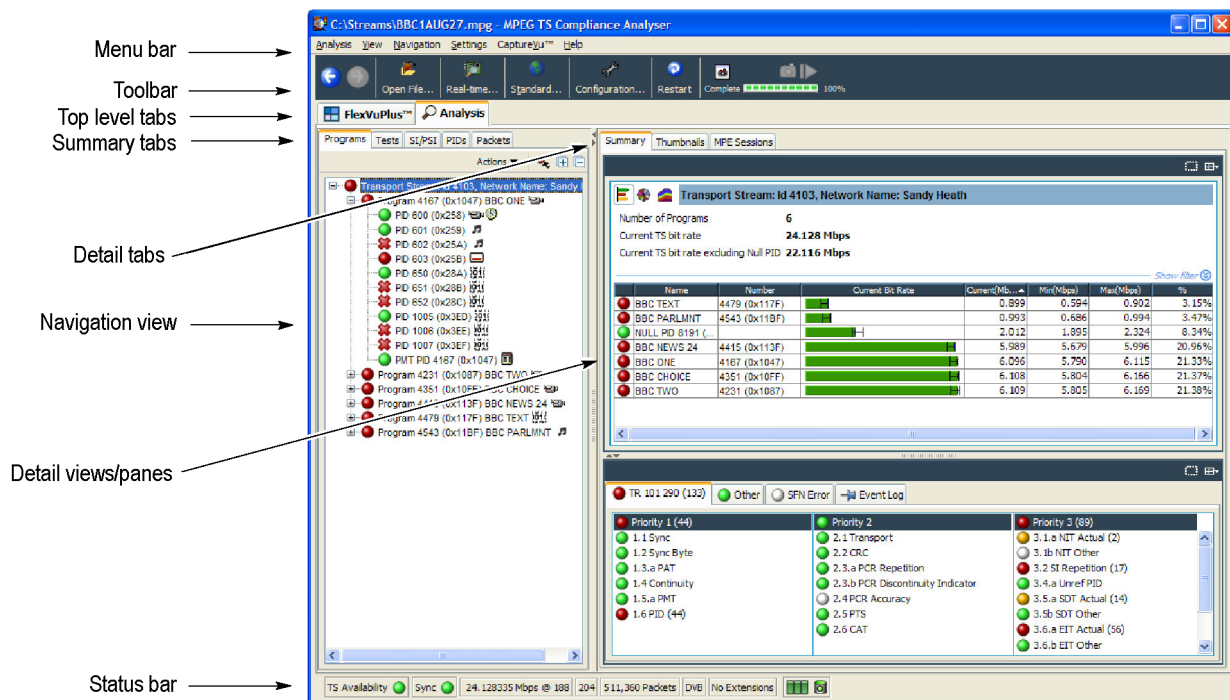 C:\Streams\BBC1AUG27.mpg - MPEG TS Compliance Analyser
Menu bar
Analysis View Navigation Settings CaptureVu™ Help
Toolbar
Open File... Real-time... Standard... Configuration... Restart Complete 100%
Top level tabs
FlexVuPlus™ Analysis
Summary tabs
Programs Tests SI/PSI PIDs Packets
Actions
Transport Stream: Id 4103, Network Name: Sandy
Program 4167 (0x1047) BBC ONE
PID 600 (0x258)
PID 601 (0x259)
PID 602 (0x25A)
PID 603 (0x25B)
PID 650 (0x28A)
PID 651 (0x28B)
PID 652 (0x28C)
PID 1005 (0x3ED)
PID 1006 (0x3EE)
PID 1007 (0x3EF)
PMT PID 4167 (0x1047)
Program 4231 (0x1087) BBC TWO
Program 4351 (0x10FF) BBC CHOICE
Program 4415 (0x113F) BBC NEWS 24
Program 4479 (0x117F) BBC TEXT
Program 4543 (0x11BF) BBC PARLMNT
Detail tabs
Navigation view
Detail views/panes
Summary Thumbnails MPE Sessions
Transport Stream: Id 4103, Network Name: Sandy Heath
Number of Programs 6
Current TS bit rate 24.128 Mbps
Current TS bit rate excluding Null PID 22.116 Mbps
Show filter
Name Number Current Bit Rate Current(Mb... Min(Mbps) Max(Mbps) %
BBC TEXT 4479 (0x117F) 0.899 0.594 0.902 3.15%
BBC PARLMNT 4543 (0x11BF) 0.993 0.686 0.994 3.47%
NULL PID 8191 (... 2.012 1.895 2.324 8.34%
BBC NEWS 24 4415 (0x113F) 5.989 5.679 5.996 20.96%
BBC ONE 4167 (0x1047) 6.096 5.790 6.115 21.33%
BBC CHOICE 4351 (0x10FF) 6.108 5.804 6.166 21.37%
BBC TWO 4231 (0x1087) 6.109 5.805 6.169 21.38%
TR 101 290 (133) Other SFN Error Event Log
Priority 1 (44)
1.1 Sync
1.2 Sync Byte
1.3.a PAT
1.4 Continuity
1.5.a PMT
1.6 PID (44)
Priority 2
2.1 Transport
2.2 CRC
2.3.a PCR Repetition
2.3.b PCR Discontinuity Indicator
2.4 PCR Accuracy
2.5 PTS
2.6 CAT
Priority 3 (89)
3.1.a NIT Actual (2)
3.1b NIT Other
3.2 SI Repetition (17)
3.4.a Unref PID
3.5.a SDT Actual (14)
3.5b SDT Other
3.6.a EIT Actual (56)
3.6.b EIT Other
Status bar
TS Availability Sync 24.128335 Mbps @ 188 204 511,360 Packets DVB No Extensions